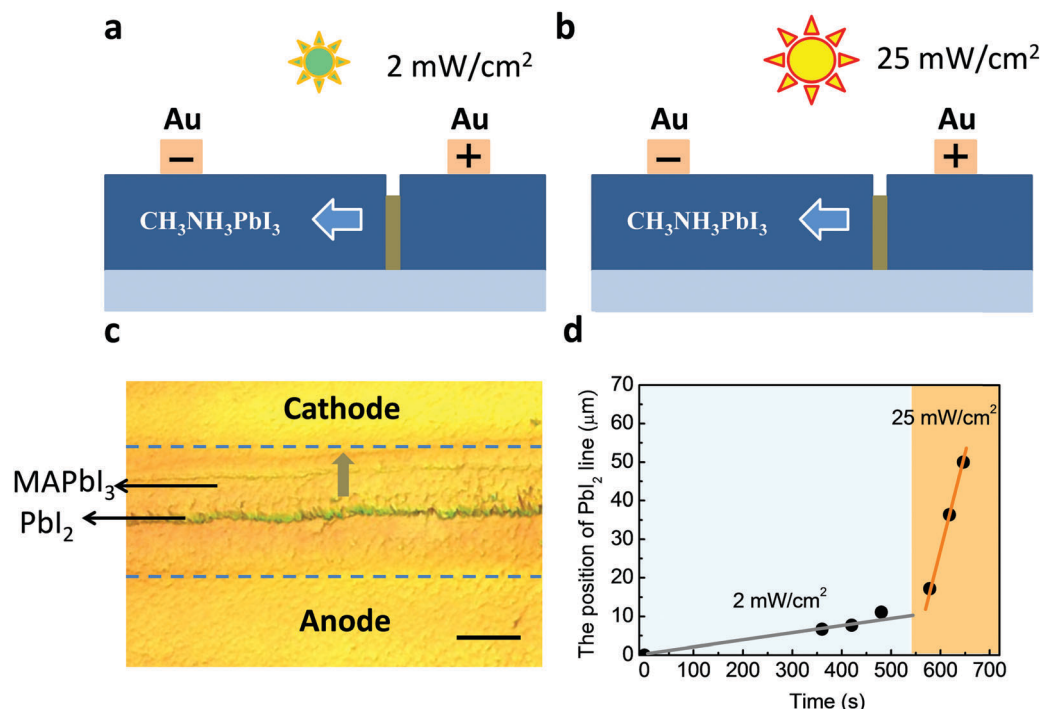 a
2 mW/cm²
Au
Au
−
+
CH₃NH₃PbI₃
b
25 mW/cm²
Au
Au
−
+
CH₃NH₃PbI₃
c
Cathode
MAPbI₃
PbI₂
Anode
d
The position of PbI₂ line (μm)
70
60
50
40
30
20
10
0
25 mW/cm²
2 mW/cm²
0 100 200 300 400 500 600 700
Time (s)